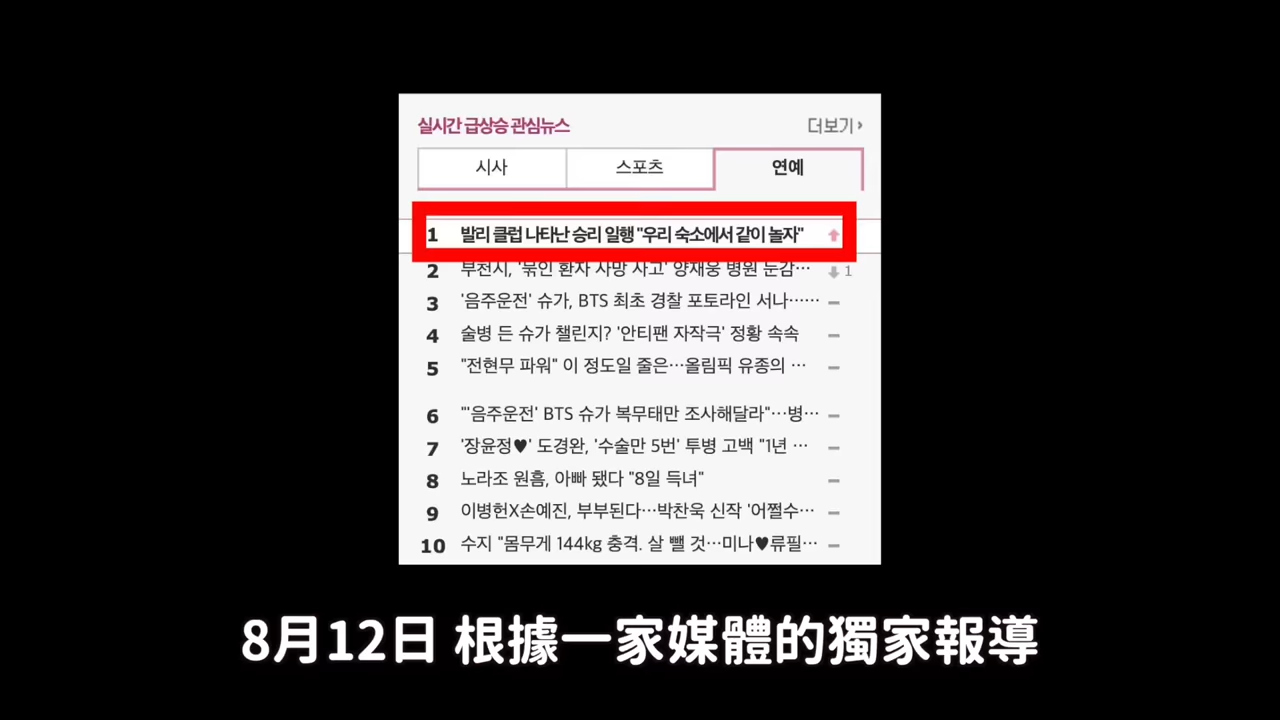 실시간 급상승 관심뉴스
더보기 ›
시사 스포츠 연예
1 발리 클럽 나타난 승리 일행 "우리 숙소에서 같이 놀자"
2 부천시, '묶인 환자 사망 사고' 양재웅 병원 눈감… 1
3 '음주운전' 슈가, BTS 최초 경찰 포토라인 서나……
4 술병 든 슈가 챌린지? '안티팬 자작극' 정황 속속
5 "전현무 파워" 이 정도일 줄은…올림픽 유종의 …
6 "'음주운전' BTS 슈가 복무태만 조사해달라"…병…
7 '장윤정♥' 도경완, '수술만 5번' 투병 고백 "1년 …
8 노라조 원흠, 아빠 됐다 "8일 득녀"
9 이병헌X손예진, 부부된다…박찬욱 신작 '어쩔수…
10 수지 "몸무게 144kg 충격. 살 뺄 것…미나♥류필…
8月12日 根據一家媒體的獨家報導